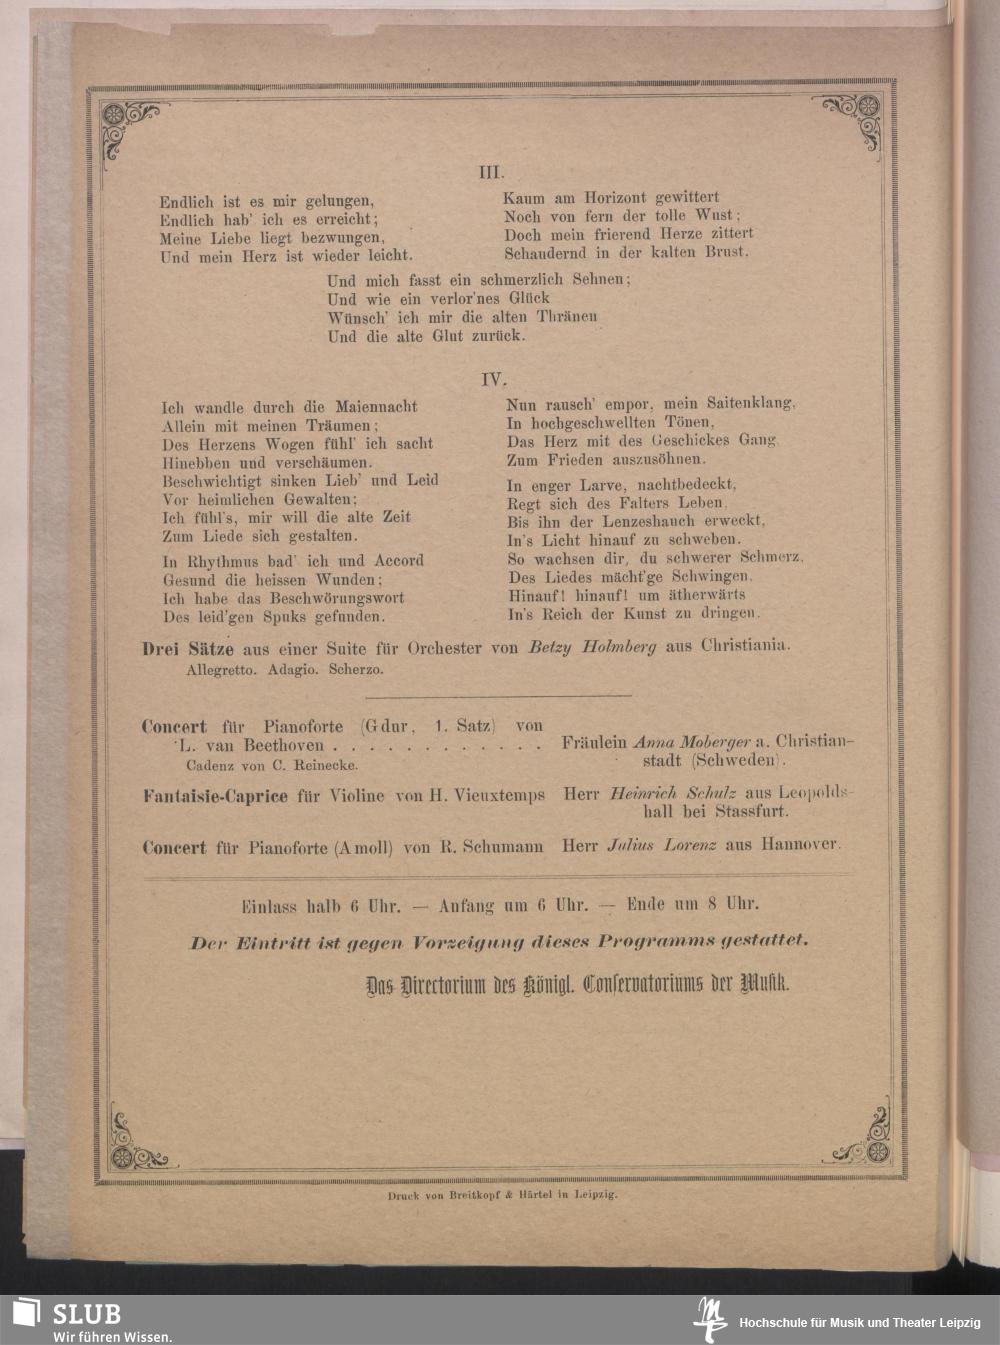 III.
Endlich ist es mir gelungen,
Endlich hab' ich es erreicht;
Meine Liebe liegt bezwungen,
Und mein Herz ist wieder leicht.
Kaum am Horizont gewittert
Noch von fern der tolle Wust;
Doch mein frierend Herze zittert
Schaudernd in der kalten Brust.
Und mich fasst ein schmerzlich Sehnen;
Und wie ein verlor'nes Glück
Wünsch' ich mir die alten Thränen
Und die alte Glut zurück.
IV.
Ich wandle durch die Maiennacht
Allein mit meinen Träumen;
Des Herzens Wogen fühl' ich sacht
Hinebben und verschäumen.
Beschwichtigt sinken Lieb' und Leid
Vor heimlichen Gewalten;
Ich fühl's, mir will die alte Zeit
Zum Liede sich gestalten.
In Rhythmus bad' ich und Accord
Gesund die heissen Wunden;
Ich habe das Beschwörungswort
Des leid'gen Spuks gefunden.
Nun rausch' empor, mein Saitenklang,
In hochgeschwellten Tönen,
Das Herz mit des Geschickes Gang
Zum Frieden auszusöhnen.
In enger Larve, nachtbedeckt,
Regt sich des Falters Leben,
Bis ihn der Lenzeshauch erweckt,
In's Licht hinauf zu schweben.
So wachsen dir, du schwerer Schmerz,
Des Liedes mächt'ge Schwingen,
Hinauf! hinauf! um ätherwärts
In's Reich der Kunst zu dringen.
Drei Sätze aus einer Suite für Orchester von Betzy Holmberg aus Christiania.
Allegretto. Adagio. Scherzo.
Concert für Pianoforte (Gdur, 1. Satz) von
L. van Beethoven . . . . . . . . . . . . Fräulein Anna Moberger a. Christian-
Cadenz von C. Reinecke. stadt (Schweden).
Fantaisie-Caprice für Violine von H. Vieuxtemps Herr Heinrich Schulz aus Leopolds-
hall bei Stassfurt.
Concert für Pianoforte (Amoll) von R. Schumann Herr Julius Lorenz aus Hannover.
Einlass halb 6 Uhr. — Anfang um 6 Uhr. — Ende um 8 Uhr.
Der Eintritt ist gegen Vorzeigung dieses Programms gestattet.
Das Directorium des Königl. Conservatoriums der Musik.
Druck von Breitkopf & Härtel in Leipzig.
SLUB
Wir führen Wissen.
Hochschule für Musik und Theater Leipzig